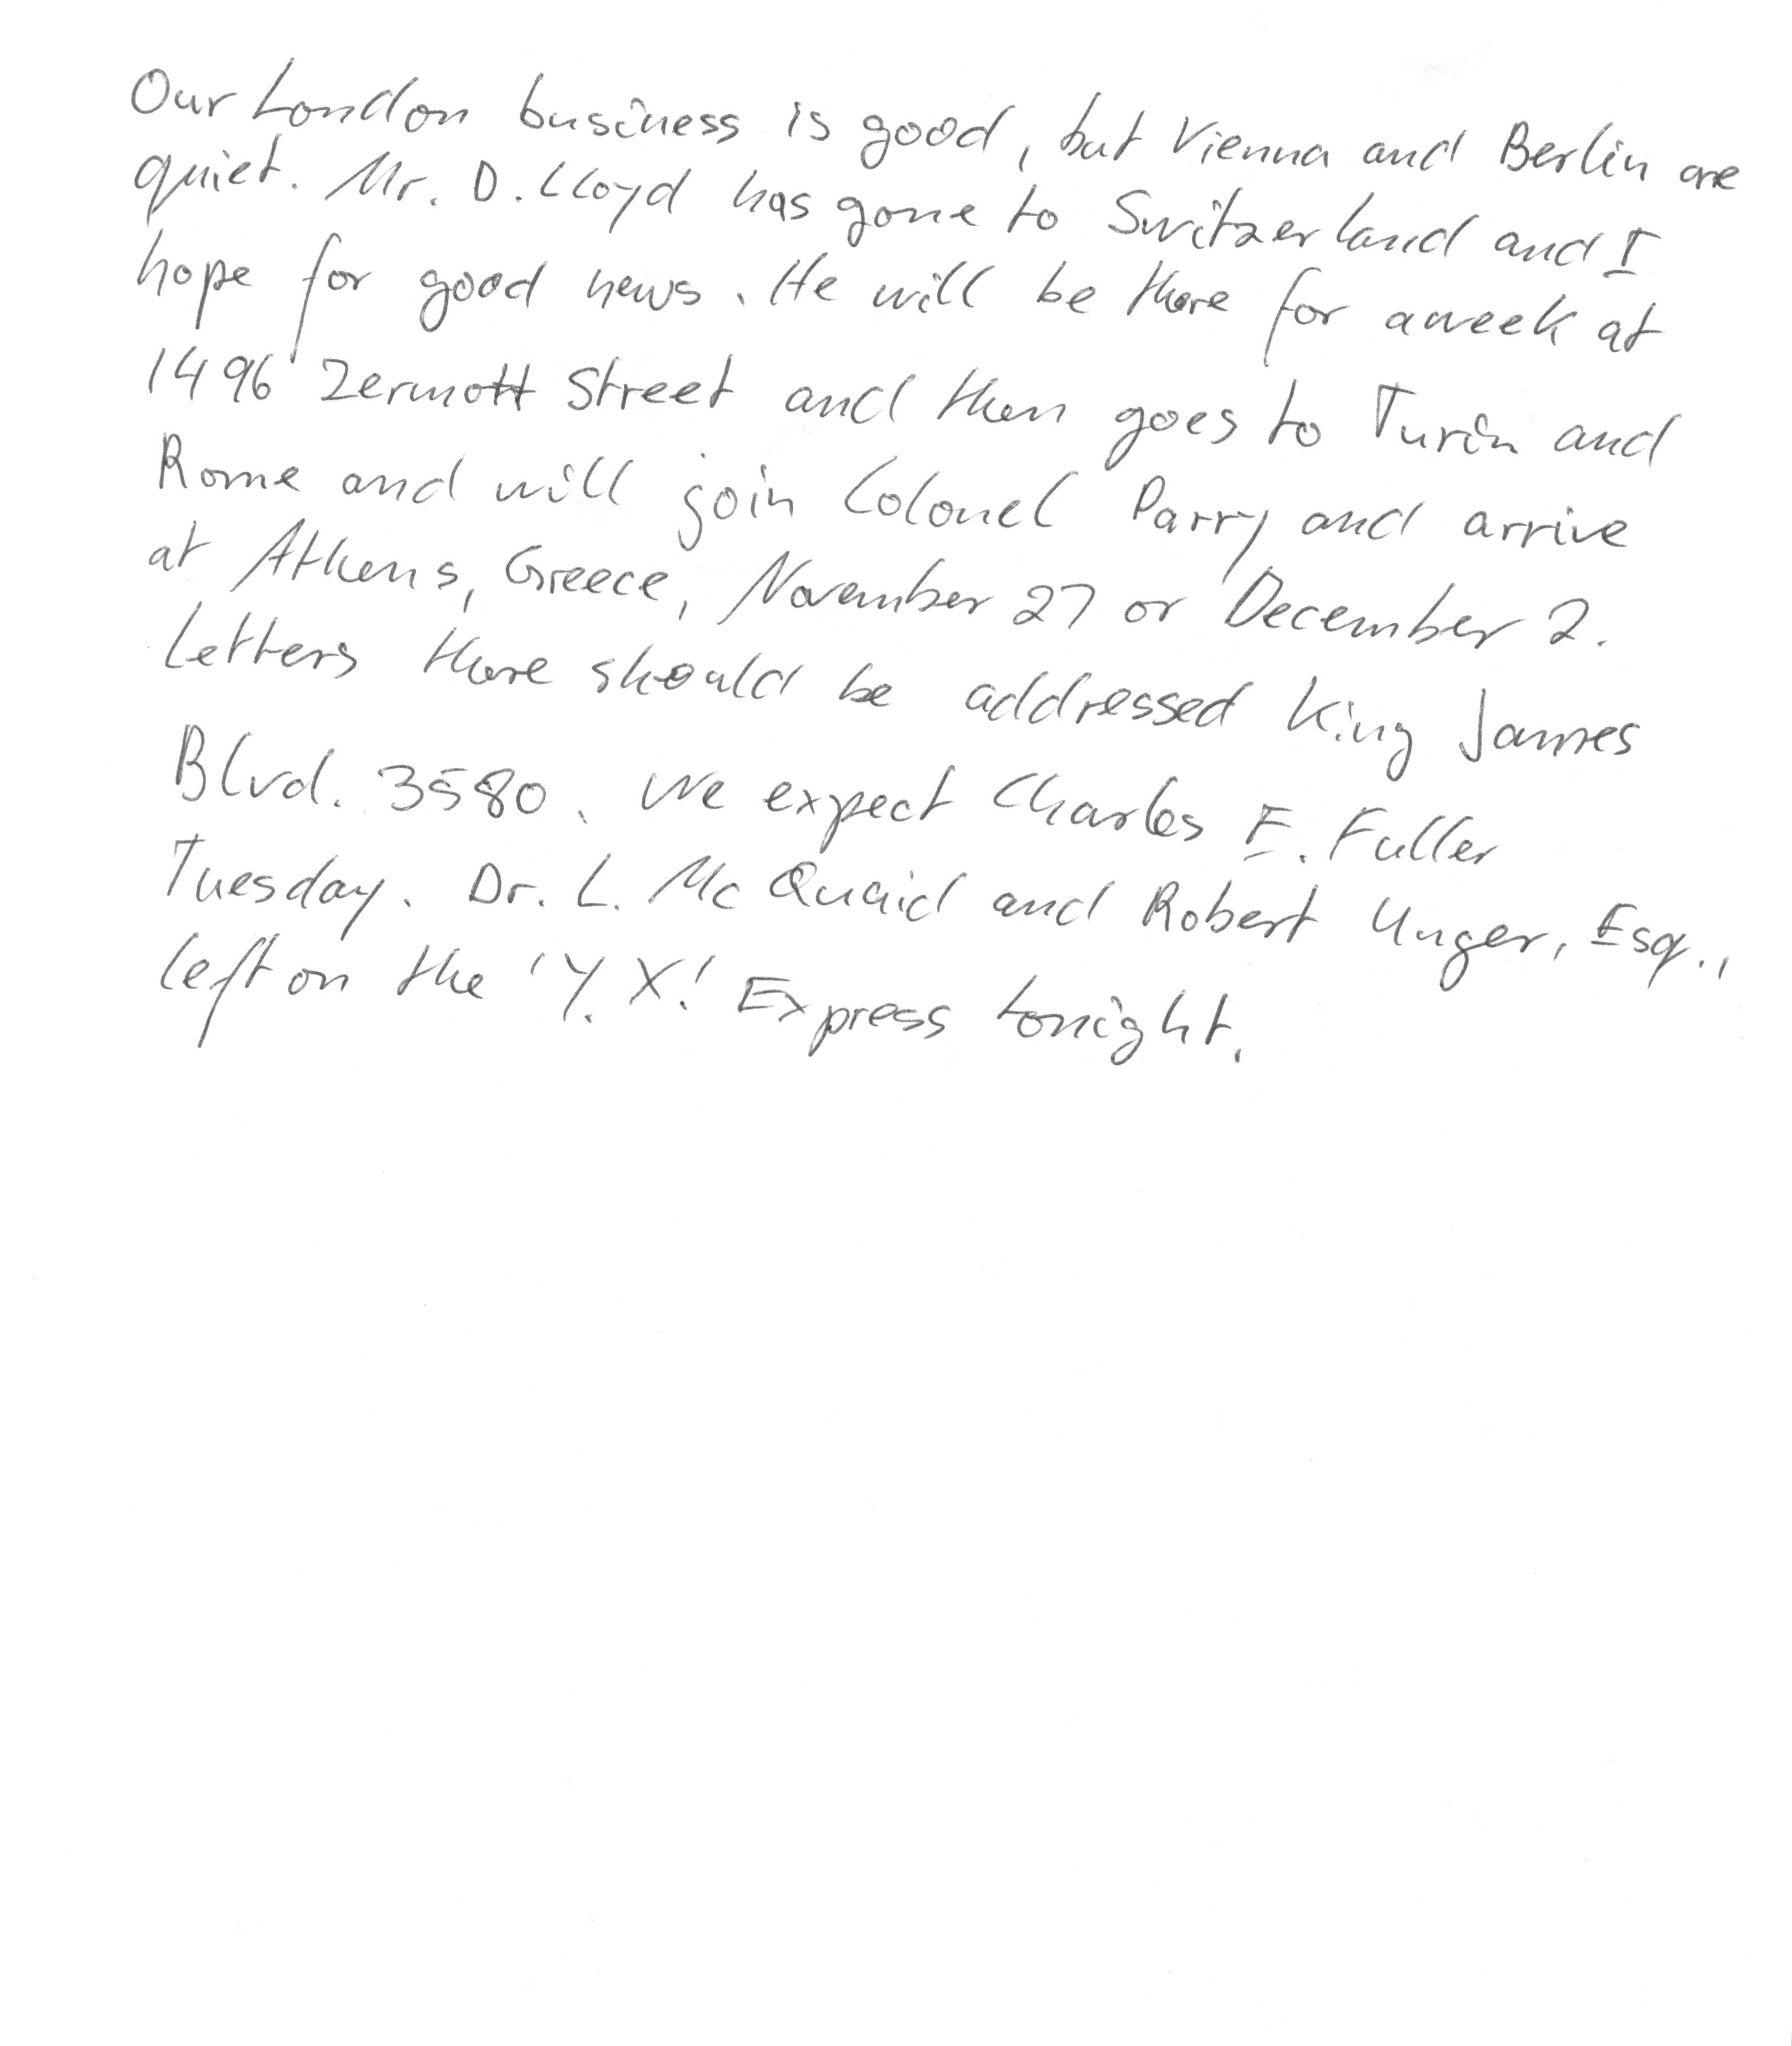 Our London business is good, but Vienna and Berlin are
quiet. Mr. D. Lloyd has gone to Switzerland and I
hope for good news. He will be there for a week at
1496 Zermott Street and then goes to Turin and
Rome and will join Colonel Parry and arrive
at Athens, Greece, November 27 or December 2.
Letters there should be addressed King James
Blvd. 3580. We expect Charles E. Fuller
Tuesday. Dr. L. McQuaid and Robert Unger, Esq.,
left on the 'Y.X.' Express tonight.